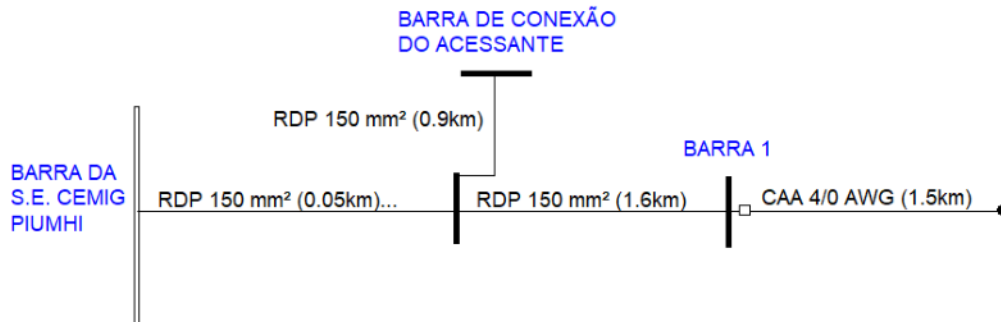 BARRA DE CONEXÃO
DO ACESSANTE
RDP 150 mm² (0.9km)
BARRA 1
BARRA DA
S.E. CEMIG
PIUMHI
RDP 150 mm² (0.05km)...
RDP 150 mm² (1.6km)
CAA 4/0 AWG (1.5km)